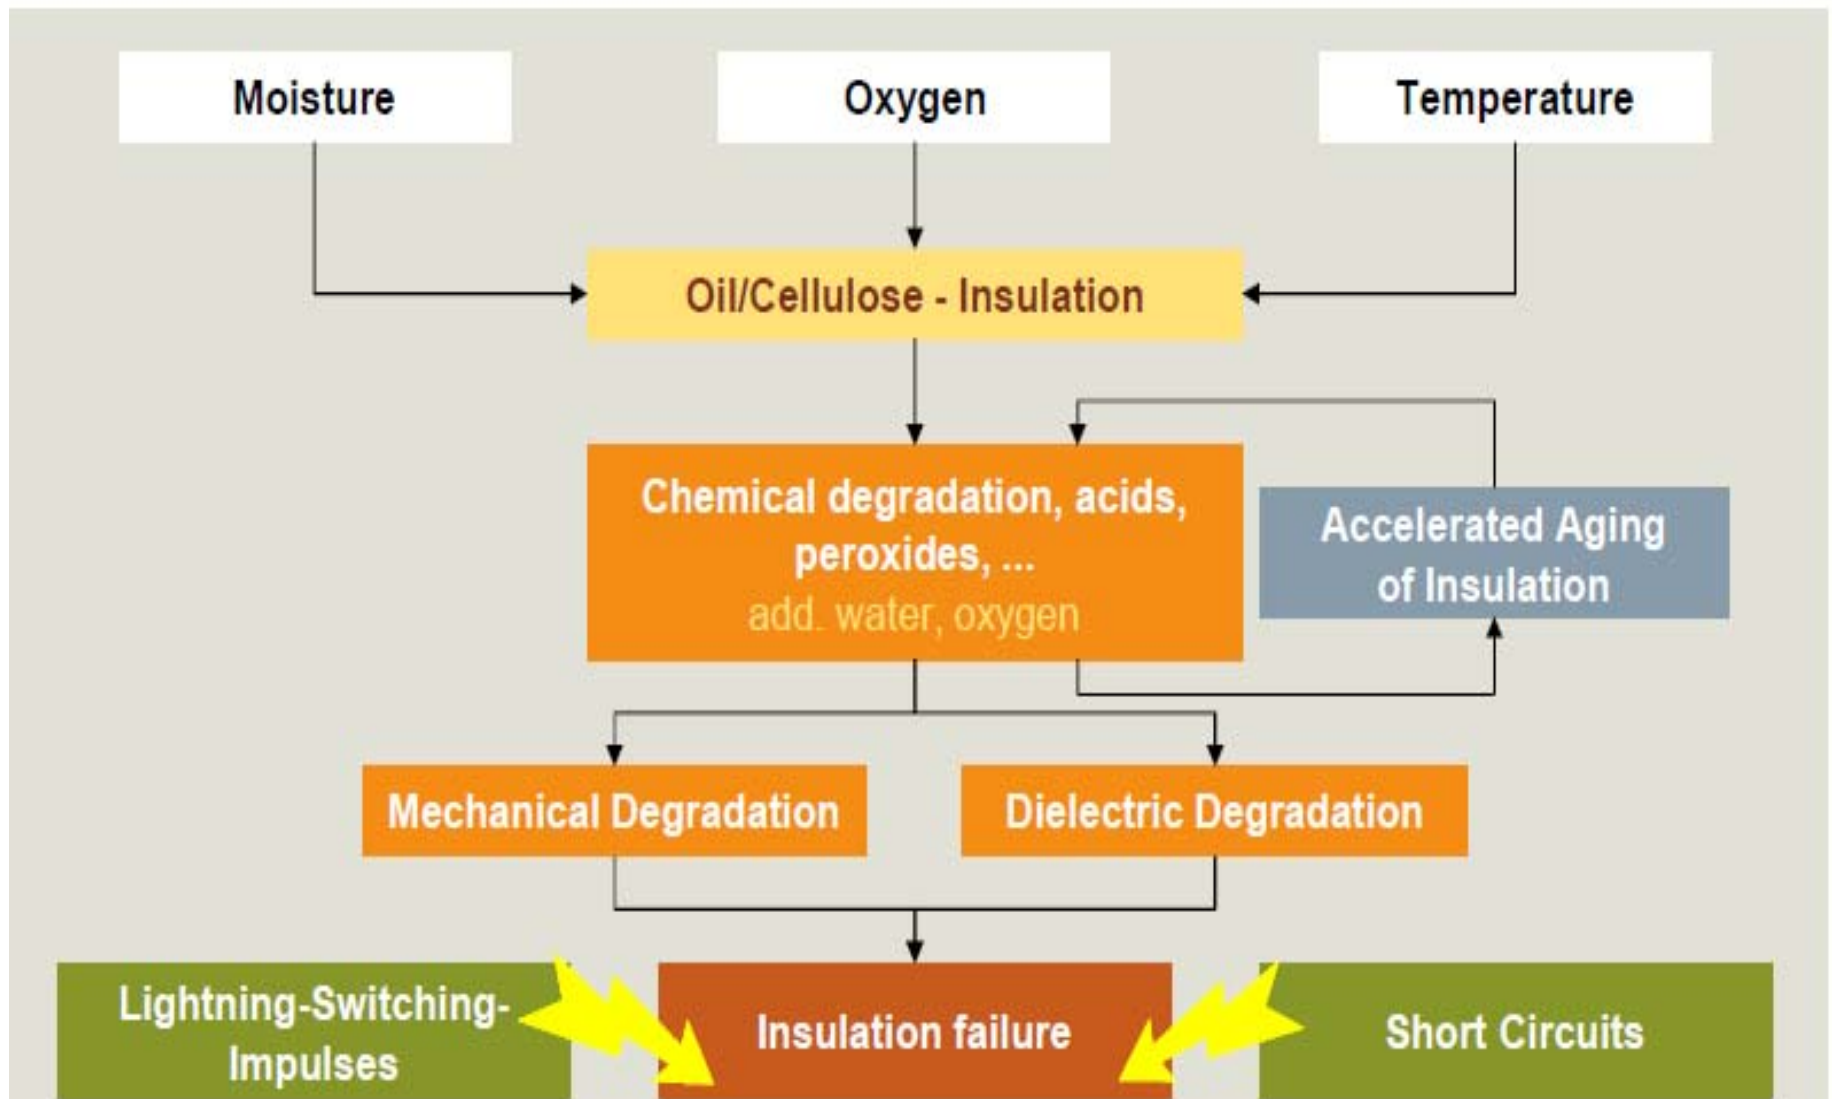 Moisture
Oxygen
Temperature
Oil/Cellulose - Insulation
Chemical degradation, acids,
peroxides, ...
add. water, oxygen
Accelerated Aging
of Insulation
Mechanical Degradation
Dielectric Degradation
Lightning-Switching-
Impulses
Insulation failure
Short Circuits